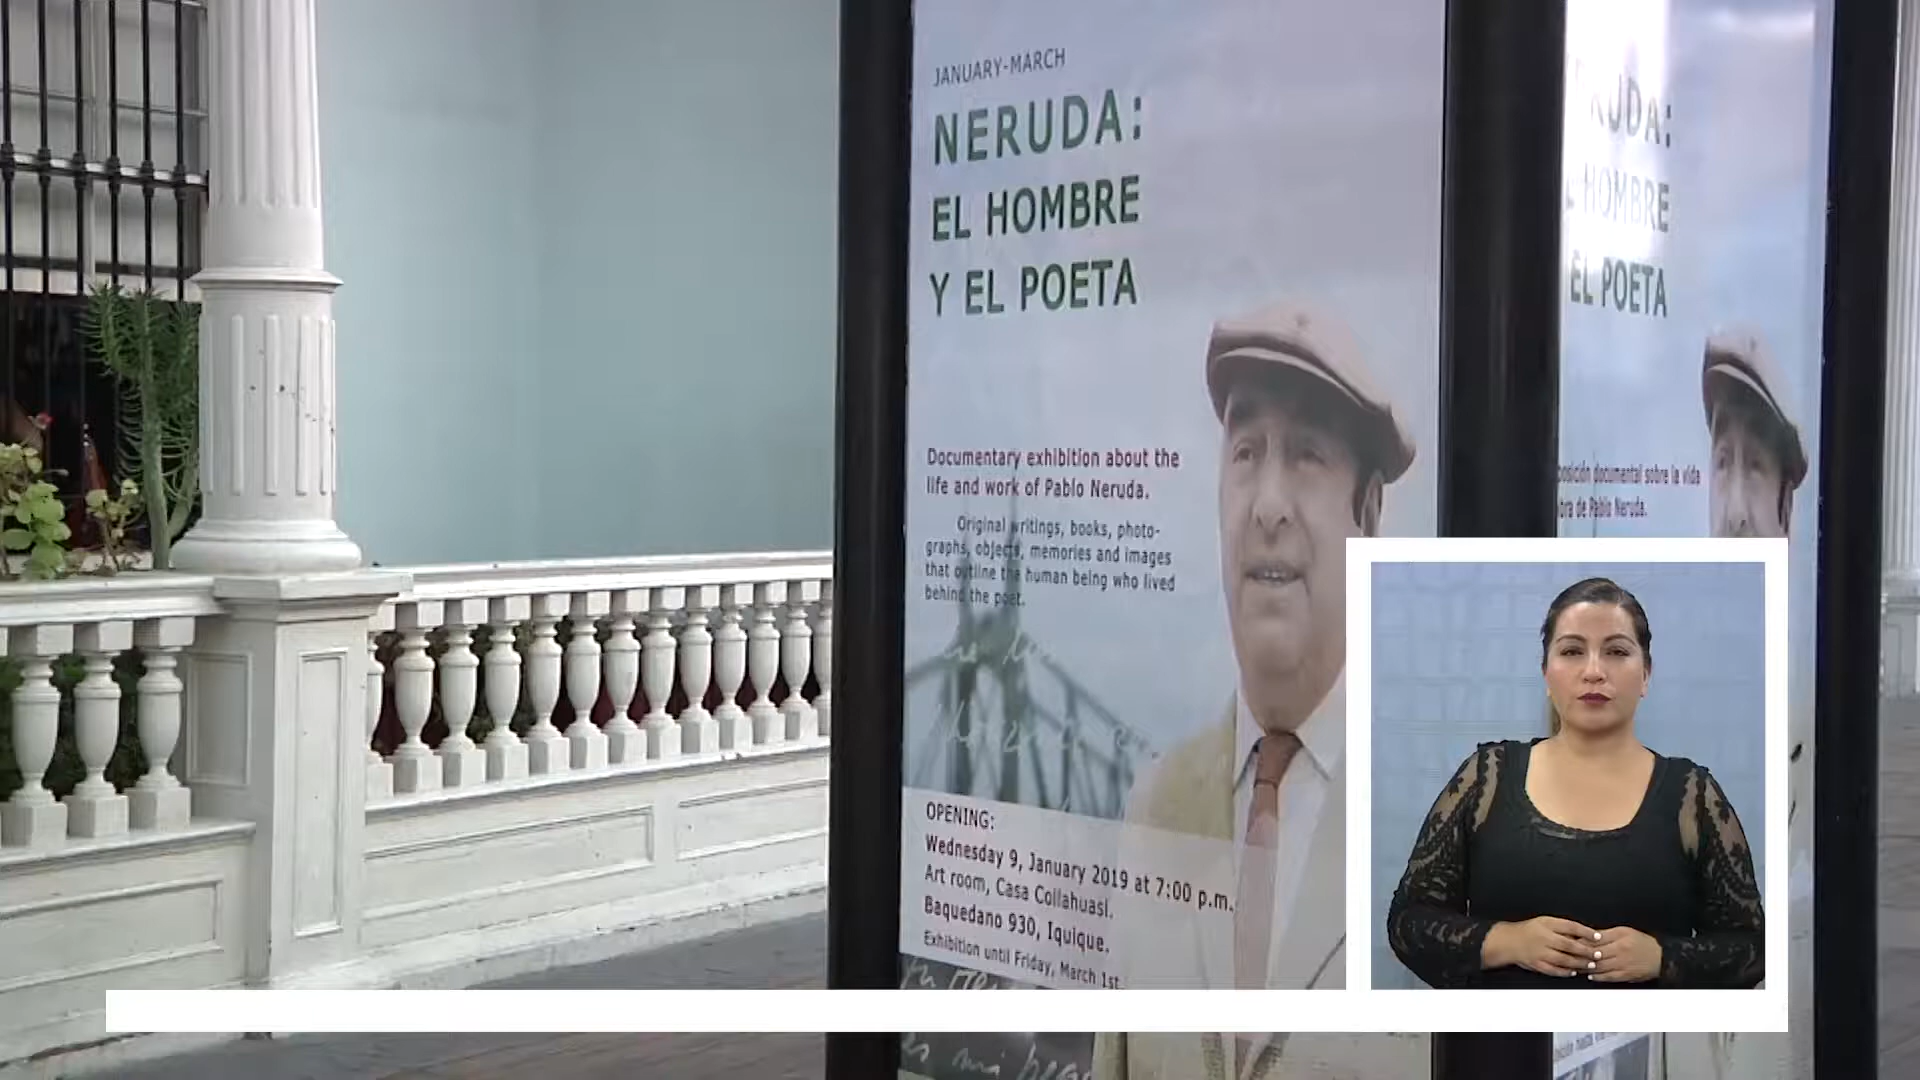 JANUARY-MARCH
NERUDA:
EL HOMBRE
Y EL POETA
Documentary exhibition about the
life and work of Pablo Neruda.
Original writings, books, photo-
graphs, objects, memories and images
that outline the human being who lived
behind the poet.
OPENING:
Wednesday 9, January 2019 at 7:00 p.m.
Art room, Casa Collahuasi.
Baquedano 930, Iquique.
Exhibition until Friday, March 1st.
HOMBRE
EL POETA
documental sobre la vida
de Pablo Neruda.